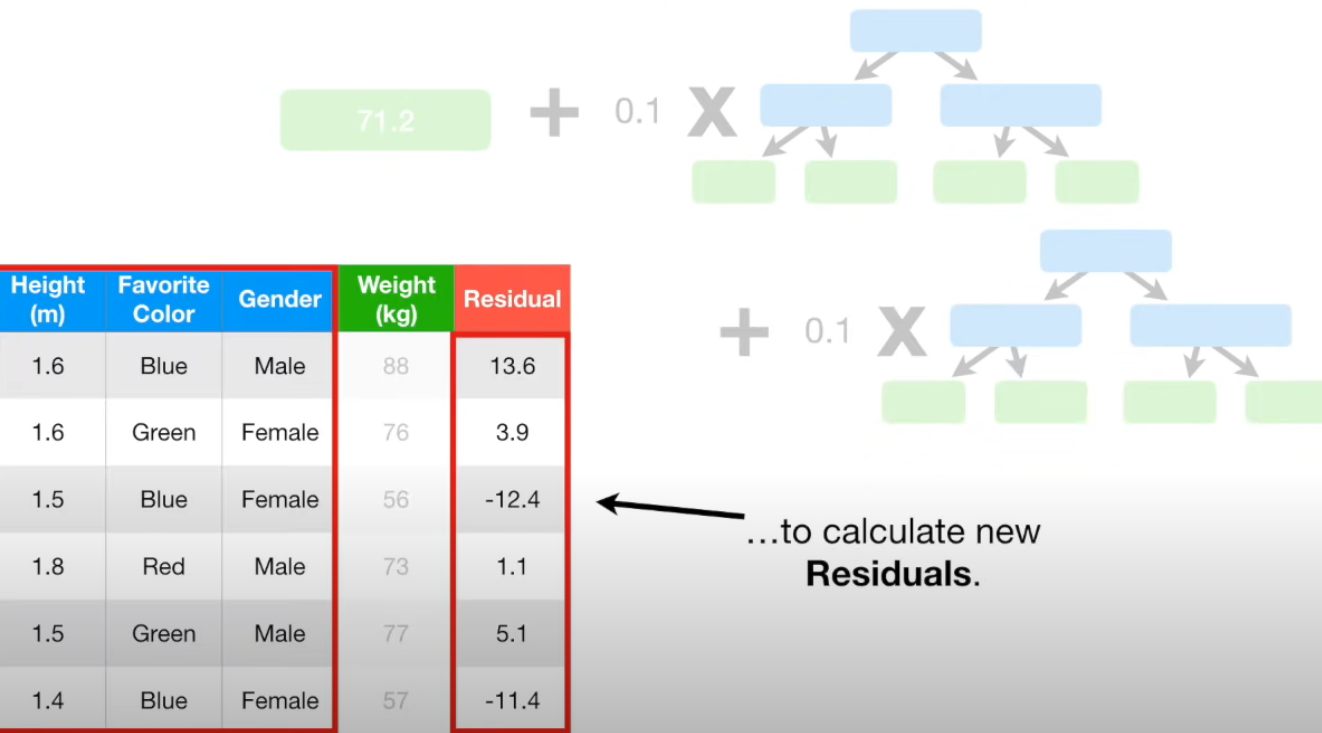 71.2 + 0.1 X
+ 0.1 X
Height (m) Favorite Color Gender Weight (kg) Residual
1.6 Blue Male 88 13.6
1.6 Green Female 76 3.9
1.5 Blue Female 56 -12.4
1.8 Red Male 73 1.1
1.5 Green Male 77 5.1
1.4 Blue Female 57 -11.4
...to calculate new
Residuals.